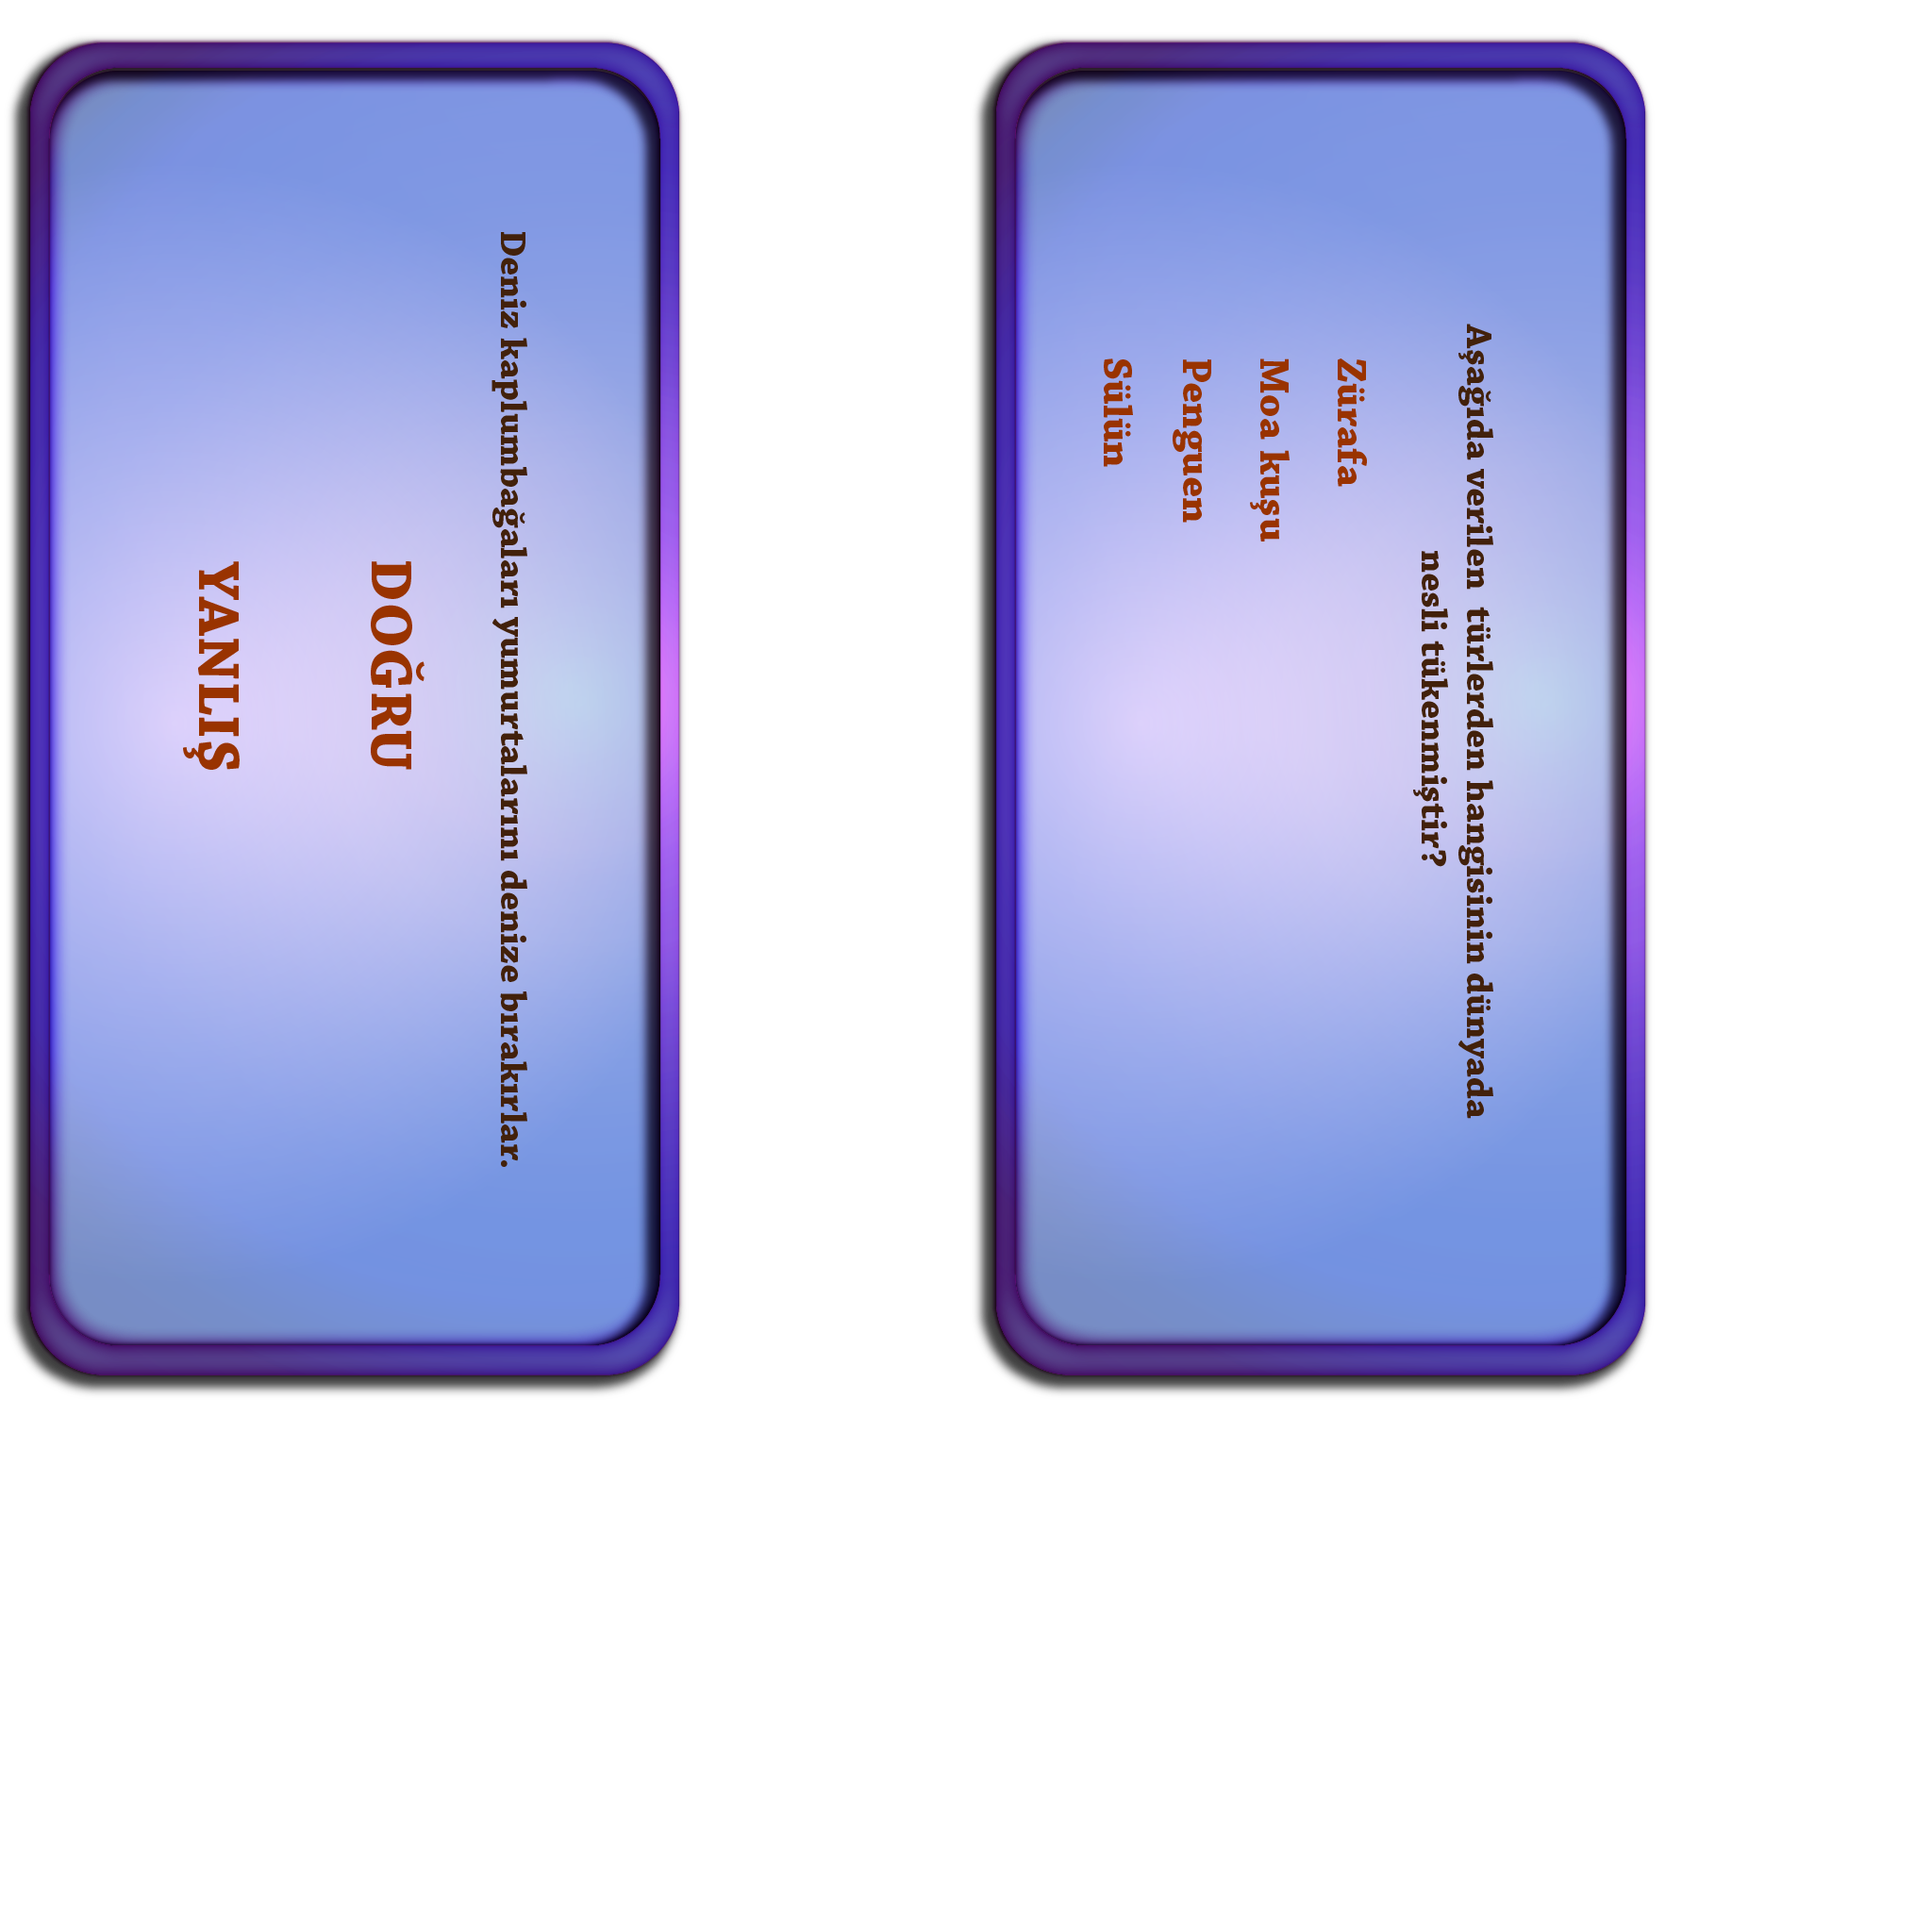 Deniz kaplumbağaları yumurtalarını denize bırakırlar.
DOĞRU
YANLIŞ
Aşağıda verilen türlerden hangisinin dünyada
nesli tükenmiştir?
Zürafa
Moa kuşu
Penguen
Sülün